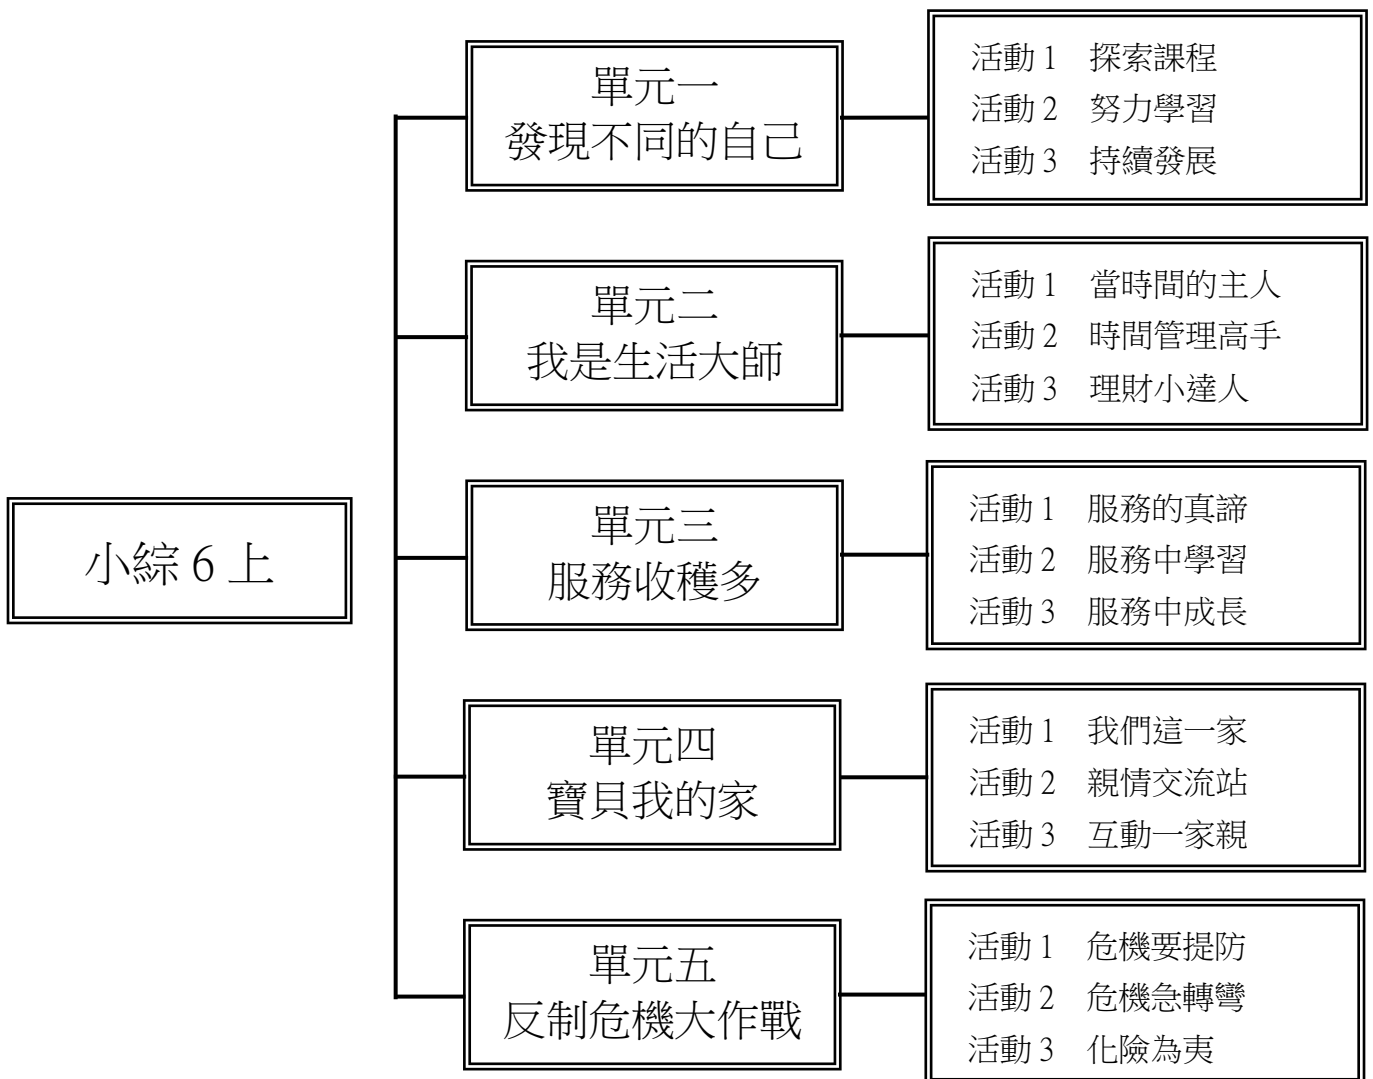 小綜 6 上
單元一
發現不同的自己
活動 1 探索課程
活動 2 努力學習
活動 3 持續發展
單元二
我是生活大師
活動 1 當時間的主人
活動 2 時間管理高手
活動 3 理財小達人
單元三
服務收穫多
活動 1 服務的真諦
活動 2 服務中學習
活動 3 服務中成長
單元四
寶貝我的家
活動 1 我們這一家
活動 2 親情交流站
活動 3 互動一家親
單元五
反制危機大作戰
活動 1 危機要提防
活動 2 危機急轉彎
活動 3 化險為夷